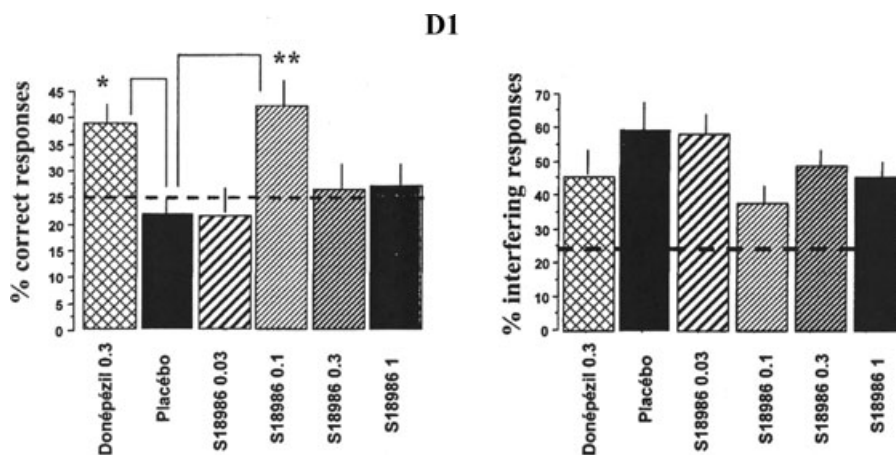 D1
% correct responses
*
**
45
40
35
30
25
20
15
10
5
0
Donépézil 0.3
Placébo
S18986 0.03
S18986 0.1
S18986 0.3
S18986 1
% interfering responses
70
60
50
40
30
20
10
0
Donépézil 0.3
Placébo
S18986 0.03
S18986 0.1
S18986 0.3
S18986 1